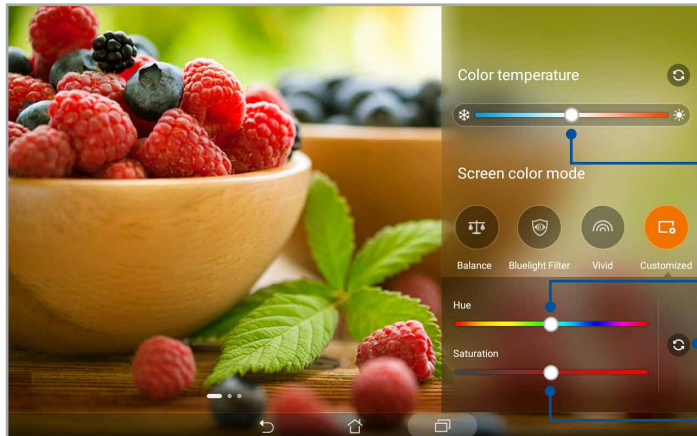 Color temperature
Screen color mode
Balance Bluelight Filter Vivid Customized
Hue
Saturation